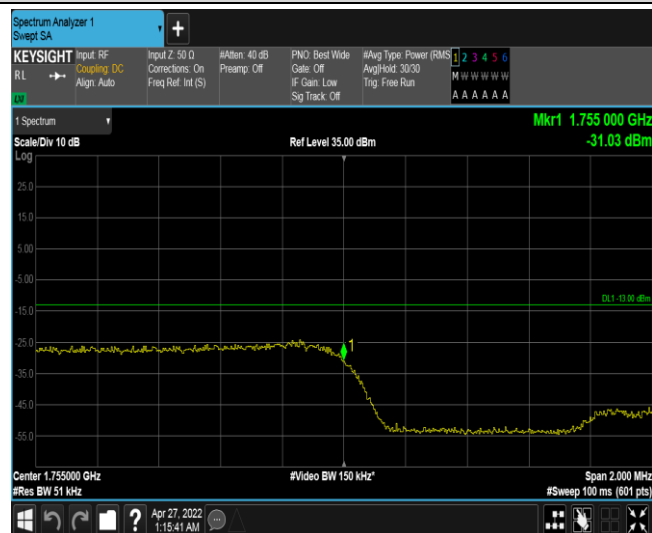 Spectrum Analyzer 1
Swept SA
KEYSIGHT Input: RF Input Z: 50 Ω #Atten: 40 dB PNO: Best Wide #Avg Type: Power (RMS 1 2 3 4 5 6
RL Coupling: DC Corrections: On Preamp: Off Gate: Off Avg|Hold: 30/30 M W W W W W
Align: Auto Freq Ref: Int (S) IF Gain: Low Trig: Free Run
Sig Track: Off A A A A A A
1 Spectrum Mkr1 1.755 000 GHz
Scale/Div 10 dB Ref Level 35.00 dBm -31.03 dBm
Log
25.0
15.0
5.00
-5.00
DL1 -13.00 dBm
-15.0
-25.0
1
-35.0
-45.0
-55.0
Center 1.755000 GHz #Video BW 150 kHz* Span 2.000 MHz
#Res BW 51 kHz #Sweep 100 ms (601 pts)
Apr 27, 2022
1:15:41 AM